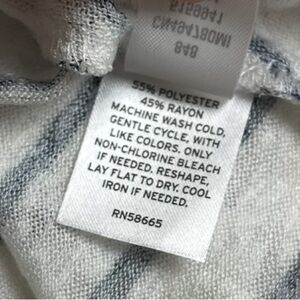 55% POLYESTER
45% RAYON
MACHINE WASH COLD,
GENTLE CYCLE, WITH
LIKE COLORS. ONLY
NON-CHLORINE BLEACH
IF NEEDED. RESHAPE,
LAY FLAT TO DRY. COOL
IRON IF NEEDED.
RN58665